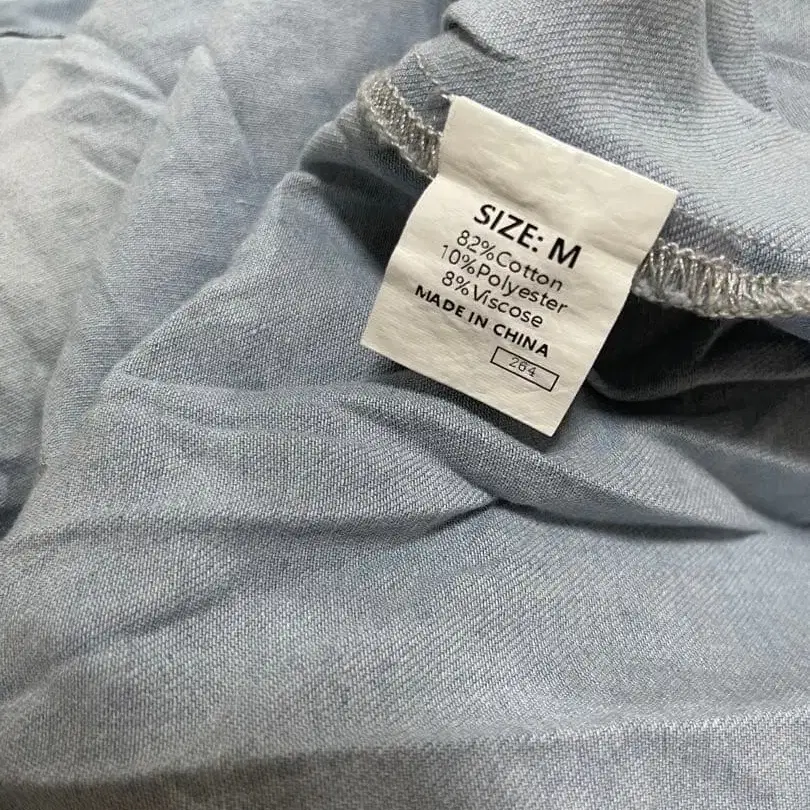 SIZE: M
82%Cotton
10%Polyester
8%Viscose
MADE IN CHINA
264